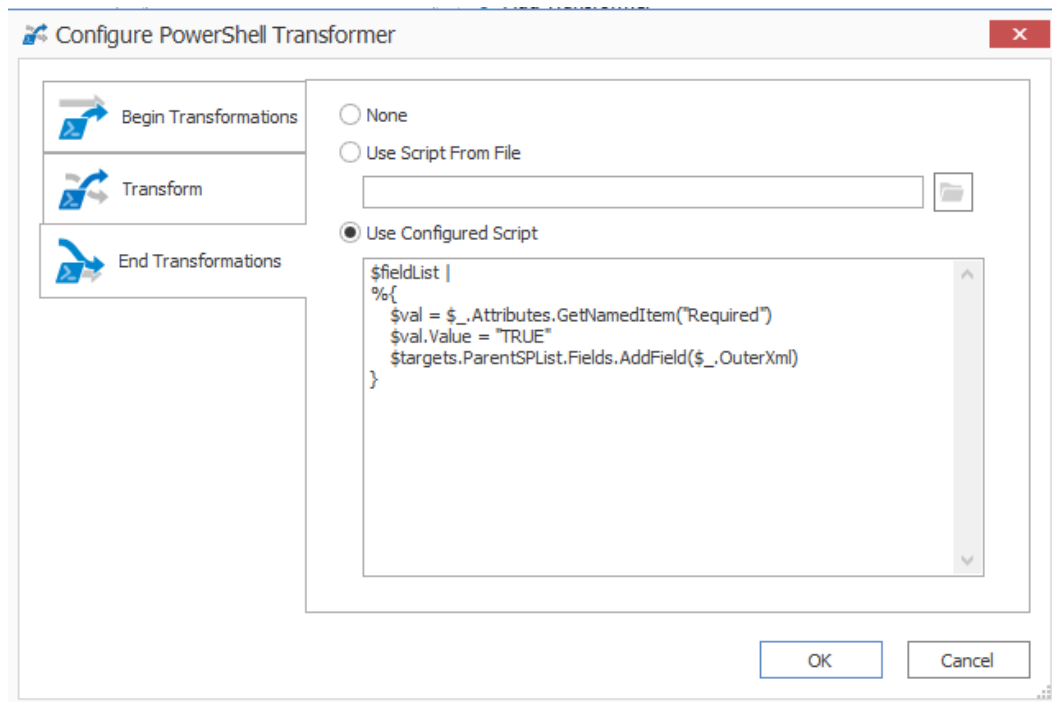 Configure PowerShell Transformer
Begin Transformations
Transform
End Transformations
None
Use Script From File
Use Configured Script
$fieldList |
%{
$val = $_.Attributes.GetNamedItem("Required")
$val.Value = "TRUE"
$targets.ParentSPList.Fields.AddField($_.OuterXml)
}
OK
Cancel